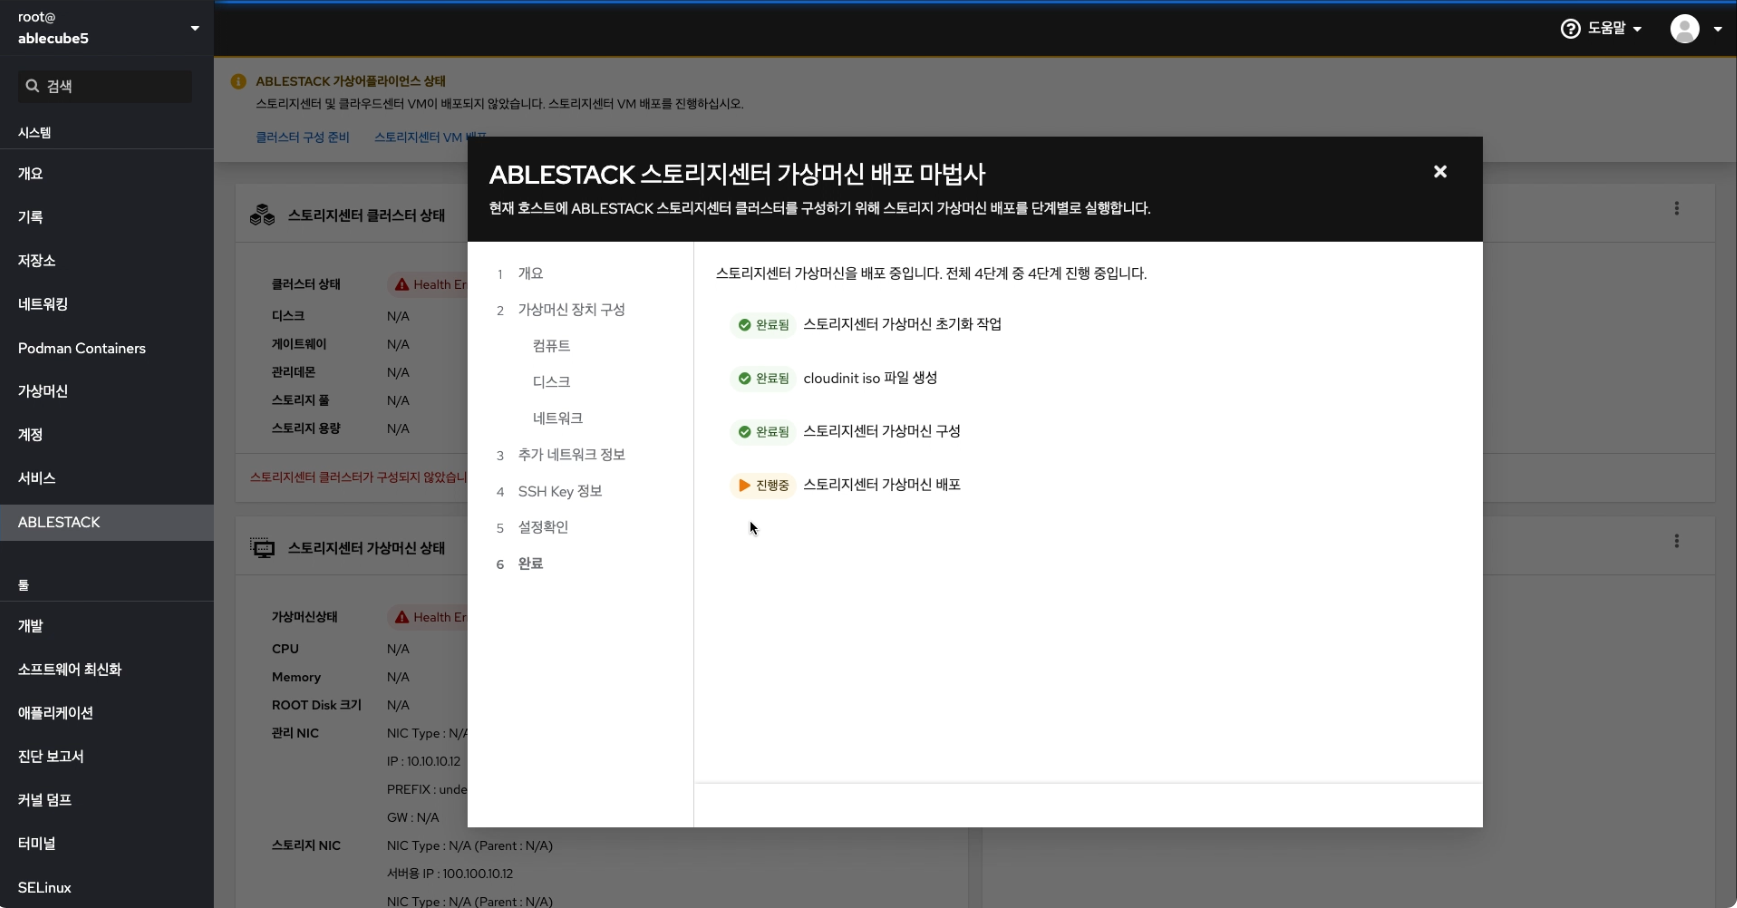 root@
ablecube5
검색
시스템
개요
기록
저장소
네트워킹
Podman Containers
가상머신
계정
서비스
ABLESTACK
툴
개발
소프트웨어 최신화
애플리케이션
진단 보고서
커널 덤프
터미널
SELinux
도움말
ABLESTACK 가상어플라이언스 상태
스토리지센터 및 클라우드센터 VM이 배포되지 않았습니다. 스토리지센터 VM 배포를 진행하십시오.
클러스터 구성 준비
스토리지센터 VM 배포
스토리지센터 클러스터 상태
클러스터 상태 Health Er
디스크 N/A
게이트웨이 N/A
관리데몬 N/A
스토리지 풀 N/A
스토리지 용량 N/A
스토리지센터 클러스터가 구성되지 않았습니
스토리지센터 가상머신 상태
가상머신상태 Health Er
CPU N/A
Memory N/A
ROOT Disk 크기 N/A
관리 NIC NIC Type : N/A
IP : 10.10.10.12
PREFIX : unde
GW : N/A
스토리지 NIC NIC Type : N/A (Parent : N/A)
서버용 IP : 100.100.10.12
NIC Type : N/A (Parent : N/A)
ABLESTACK 스토리지센터 가상머신 배포 마법사
현재 호스트에 ABLESTACK 스토리지센터 클러스터를 구성하기 위해 스토리지 가상머신 배포를 단계별로 실행합니다.
1 개요
2 가상머신 장치 구성
컴퓨트
디스크
네트워크
3 추가 네트워크 정보
4 SSH Key 정보
5 설정확인
6 완료
스토리지센터 가상머신을 배포 중입니다. 전체 4단계 중 4단계 진행 중입니다.
완료됨 스토리지센터 가상머신 초기화 작업
완료됨 cloudinit iso 파일 생성
완료됨 스토리지센터 가상머신 구성
진행중 스토리지센터 가상머신 배포